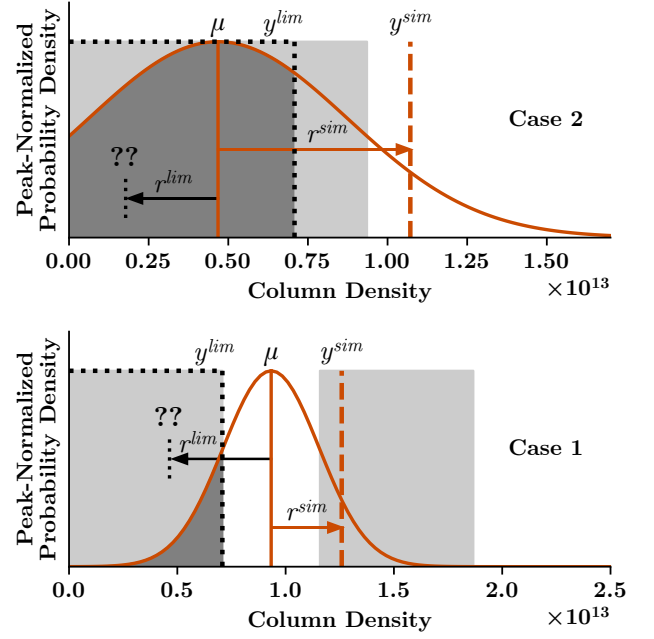 μ
y^{lim}
y^{sim}
Peak-Normalized
Probability Density
Case 2
r^{sim}
??
r^{lim}
0.00 0.25 0.50 0.75 1.00 1.25 1.50
Column Density
×10^{13}
y^{lim}
μ
y^{sim}
Peak-Normalized
Probability Density
??
r^{lim}
Case 1
r^{sim}
0.0 0.5 1.0 1.5 2.0 2.5
Column Density
×10^{13}